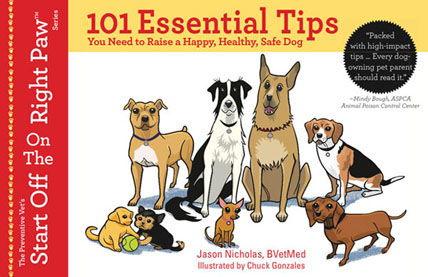 The Preventive Vet's
Start Off On The Right Paw™
Series
101 Essential Tips
You Need to Raise a Happy, Healthy, Safe Dog
"Packed
with high-impact
tips ... Every dog-
owning pet parent
should read it."
~Mindy Bough, ASPCA
Animal Poison Control Center
Jason Nicholas, BVetMed
Illustrated by Chuck Gonzales